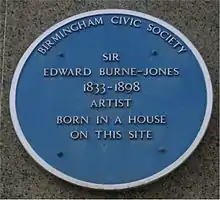 BIRMINGHAM CIVIC SOCIETY
SIR
EDWARD BURNE-JONES
1833-1898
ARTIST
BORN IN A HOUSE
ON THIS SITE